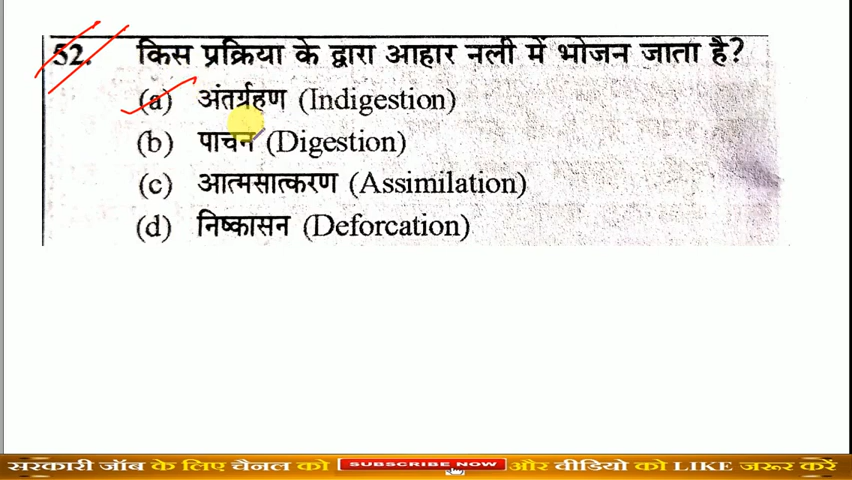 52. किस प्रक्रिया के द्वारा आहार नली में भोजन जाता है?
(a) अंतर्ग्रहण (Indigestion)
(b) पाचन (Digestion)
(c) आत्मसात्करण (Assimilation)
(d) निष्कासन (Deforcation)
सरकारी जॉब के लिए चैनल को SUBSCRIBE NOW और वीडियो को LIKE जरूर करें